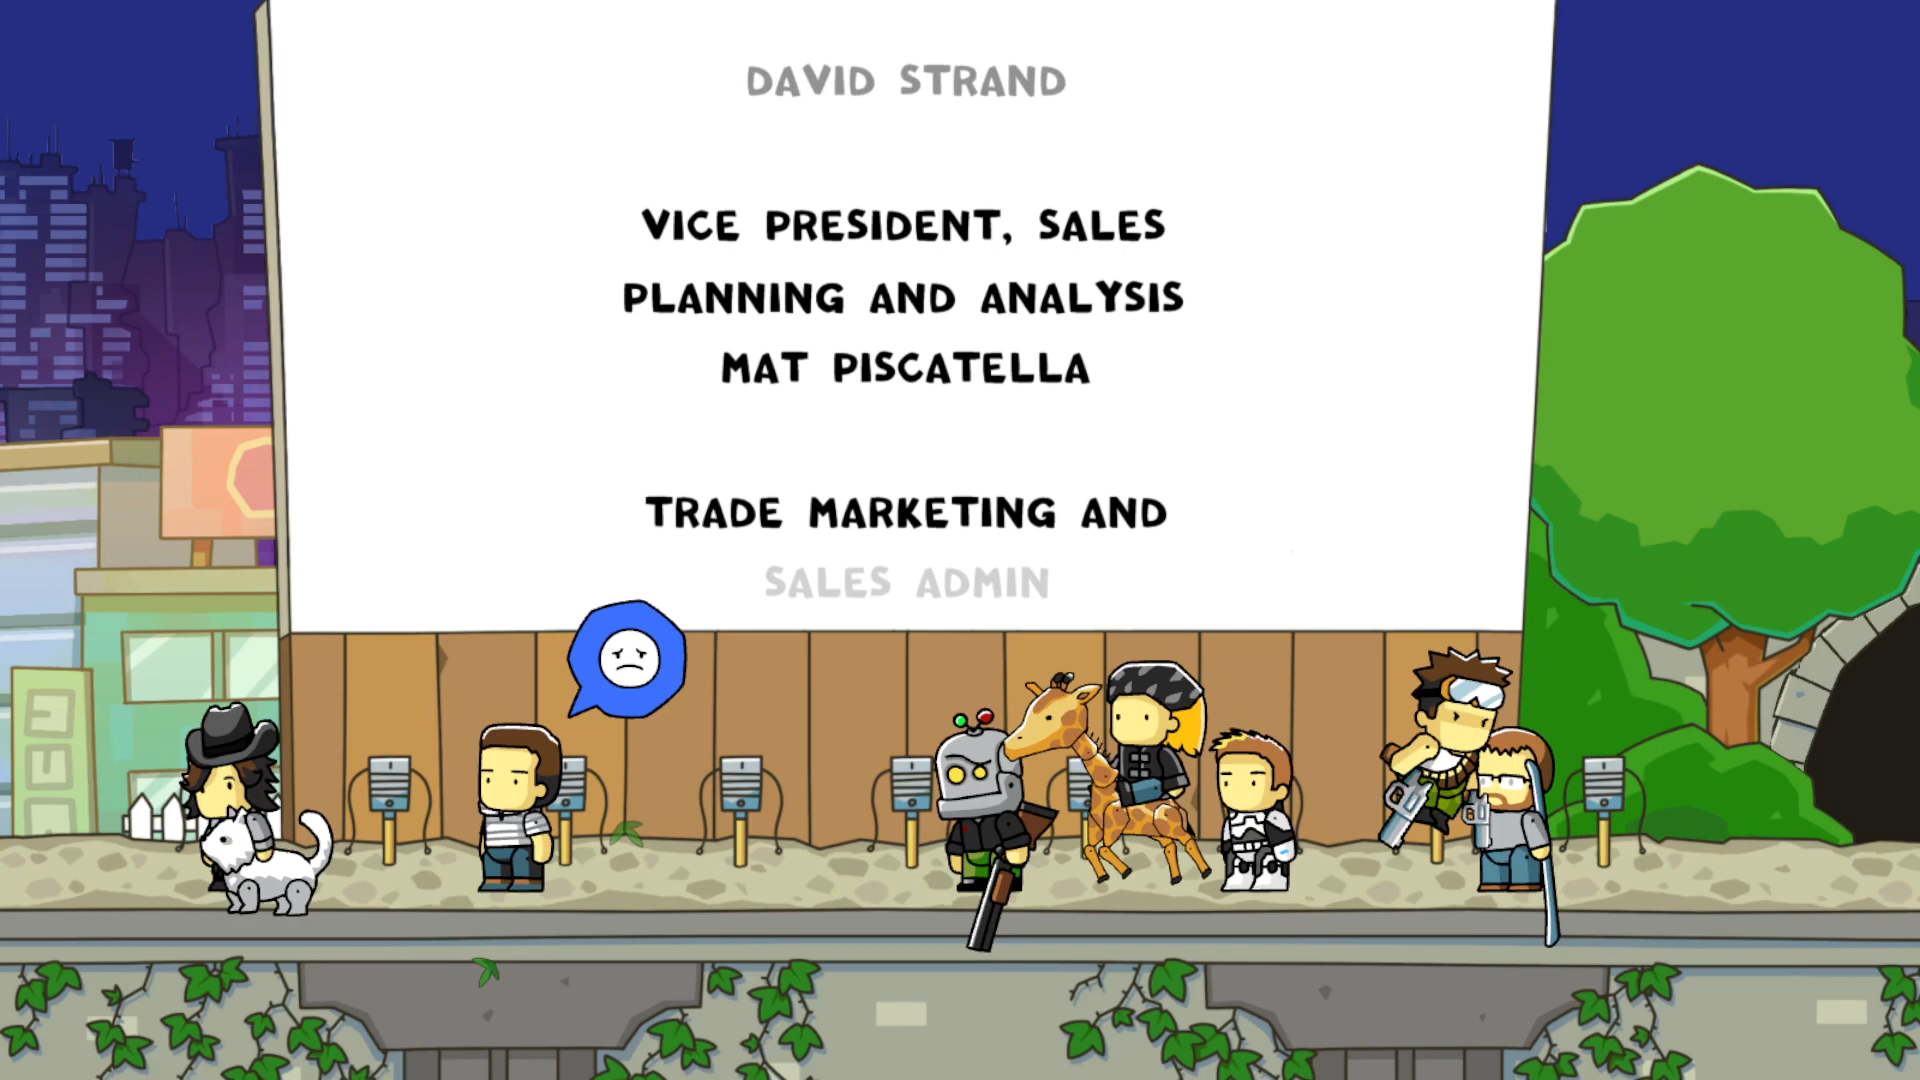 DAVID STRAND
VICE PRESIDENT, SALES
PLANNING AND ANALYSIS
MAT PISCATELLA
TRADE MARKETING AND
SALES ADMIN